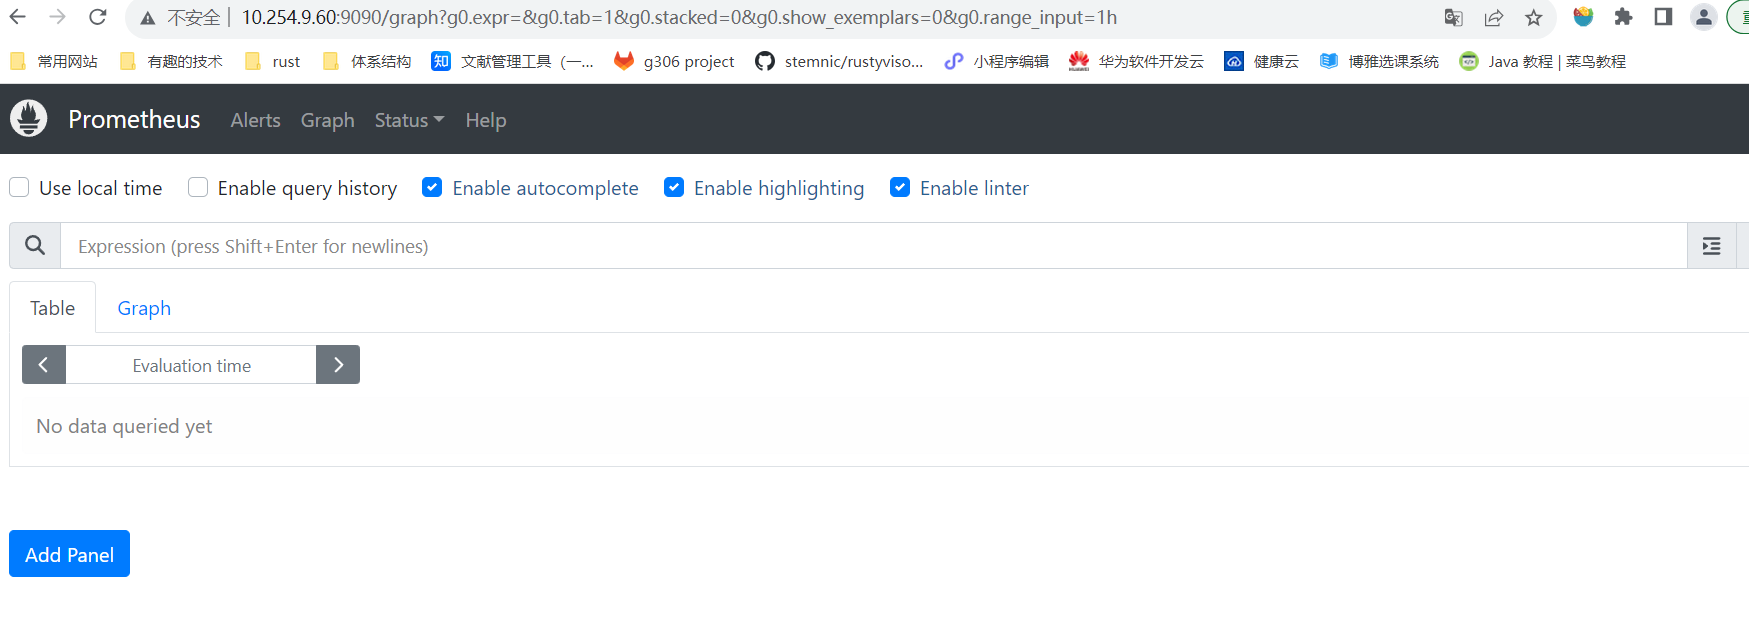 不安全 10.254.9.60:9090/graph?g0.expr=&g0.tab=1&g0.stacked=0&g0.show_exemplars=0&g0.range_input=1h
常用网站 有趣的技术 rust 体系结构 知 文献管理工具（一... g306 project stemnic/rustyviso... 小程序编辑 华为软件开发云 健康云 博雅选课系统 Java 教程 | 菜鸟教程
Prometheus Alerts Graph Status Help
Use local time Enable query history Enable autocomplete Enable highlighting Enable linter
Expression (press Shift+Enter for newlines)
Table Graph
Evaluation time
No data queried yet
Add Panel